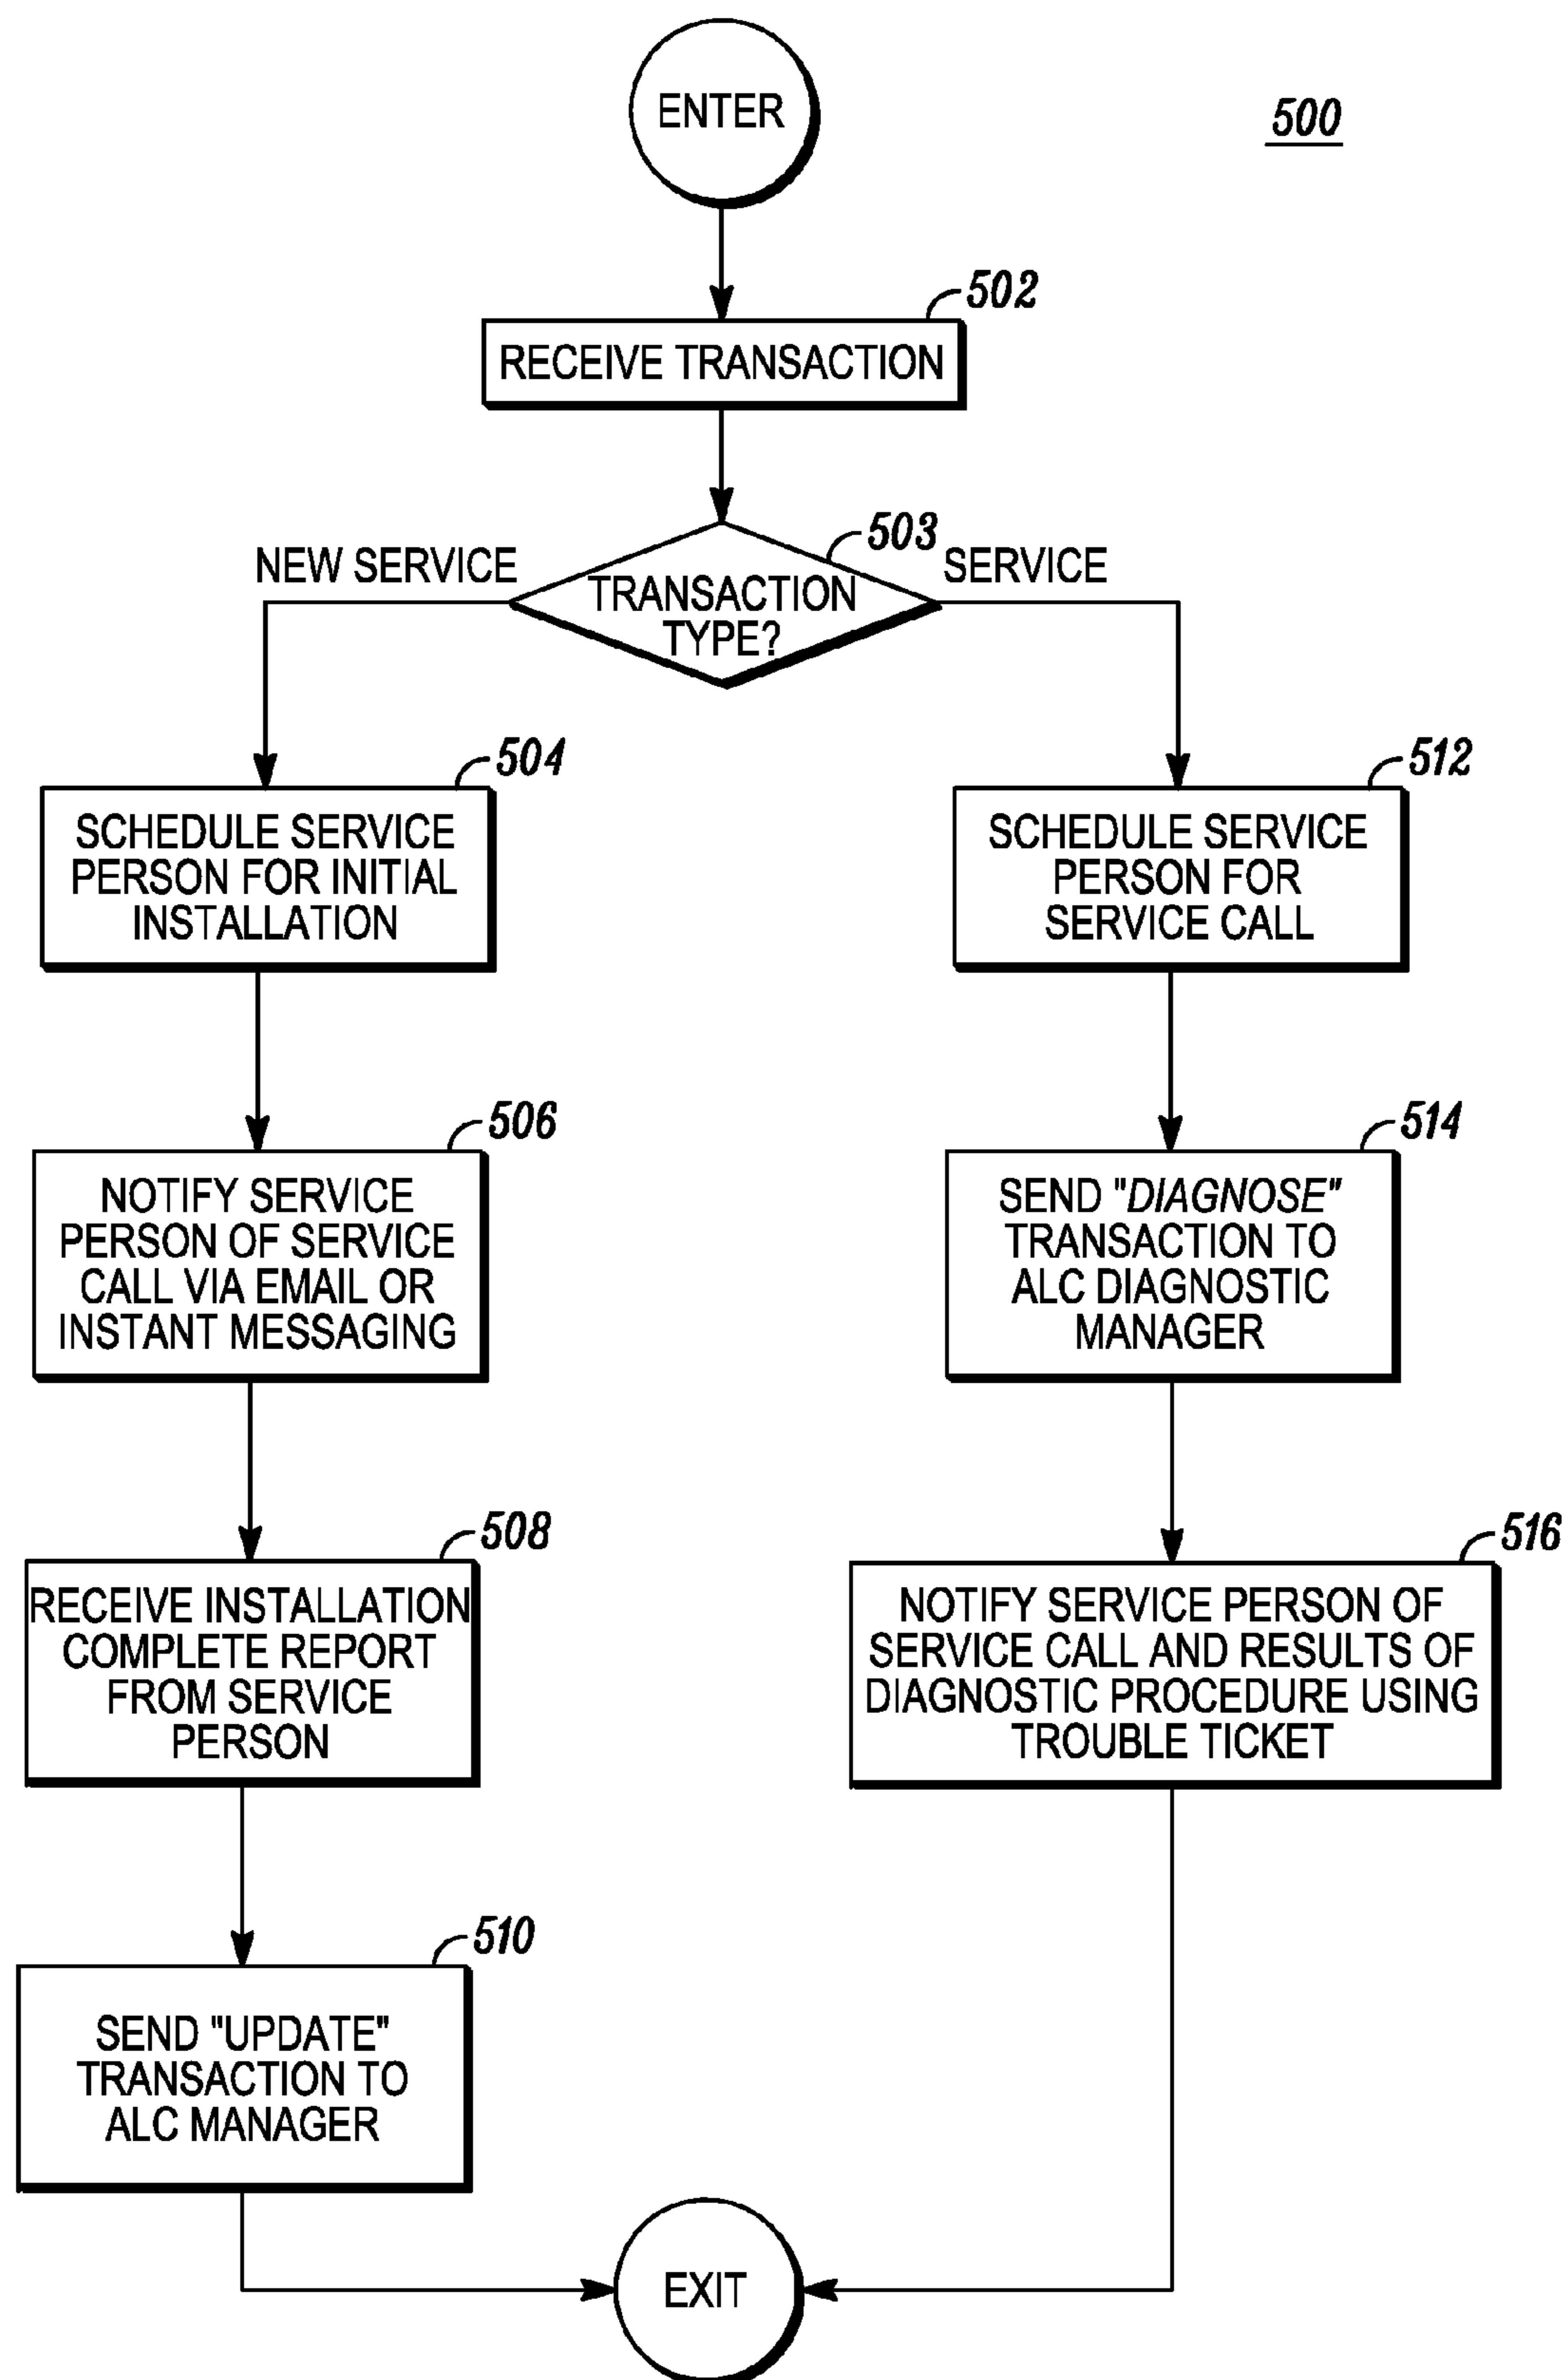 ENTER
500
502
RECEIVE TRANSACTION
503
NEW SERVICE
SERVICE
TRANSACTION
TYPE?
504
SCHEDULE SERVICE
PERSON FOR INITIAL
INSTALLATION
506
NOTIFY SERVICE
PERSON OF SERVICE
CALL VIA EMAIL OR
INSTANT MESSAGING
508
RECEIVE INSTALLATION
COMPLETE REPORT
FROM SERVICE
PERSON
510
SEND "UPDATE"
TRANSACTION TO
ALC MANAGER
512
SCHEDULE SERVICE
PERSON FOR
SERVICE CALL
514
SEND "DIAGNOSE"
TRANSACTION TO
ALC DIAGNOSTIC
MANAGER
516
NOTIFY SERVICE PERSON OF
SERVICE CALL AND RESULTS OF
DIAGNOSTIC PROCEDURE USING
TROUBLE TICKET
EXIT